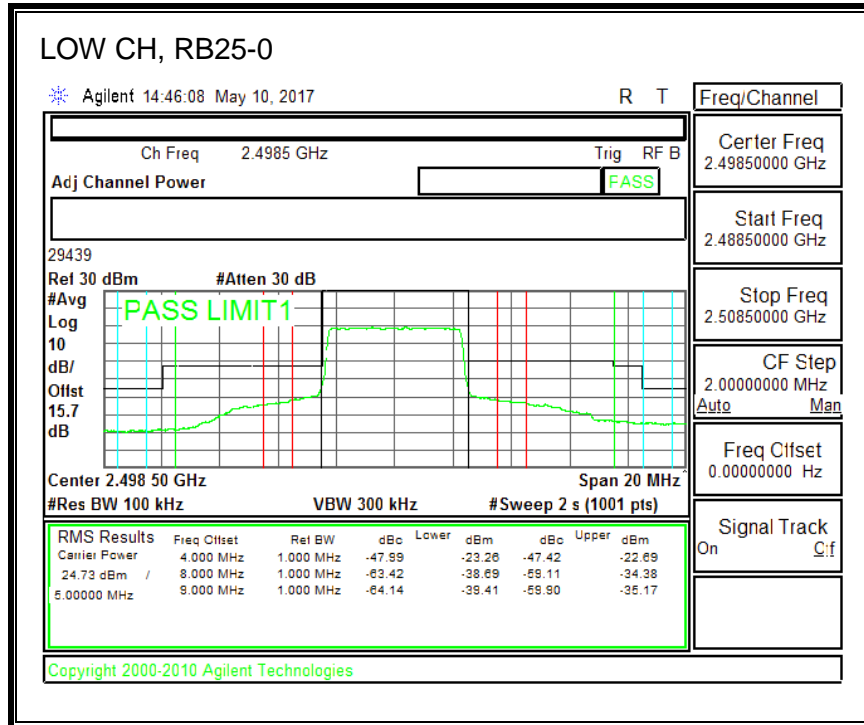 LOW CH, RB25-0
Agilent 14:46:08 May 10, 2017 R T
Freq/Channel
Ch Freq 2.4985 GHz Trig RF B
Adj Channel Power PASS
Center Freq
2.49850000 GHz
Start Freq
2.48850000 GHz
Stop Freq
2.50850000 GHz
CF Step
2.00000000 MHz
Auto Man
Freq Offset
0.00000000 Hz
Signal Track
On Off
29439
Ref 30 dBm #Atten 30 dB
#Avg
Log
10
dB/
Offst
15.7
dB
PASS LIMIT1
Center 2.498 50 GHz Span 20 MHz
#Res BW 100 kHz VBW 300 kHz #Sweep 2 s (1001 pts)
RMS Results Freq Offset Ref BW dBc Lower dBm dBc Upper dBm
Carrier Power 4.000 MHz 1.000 MHz -47.99 -23.26 -47.42 -22.69
24.73 dBm / 8.000 MHz 1.000 MHz -63.42 -38.69 -59.11 -34.38
5.00000 MHz 9.000 MHz 1.000 MHz -64.14 -39.41 -59.90 -35.17
Copyright 2000-2010 Agilent Technologies